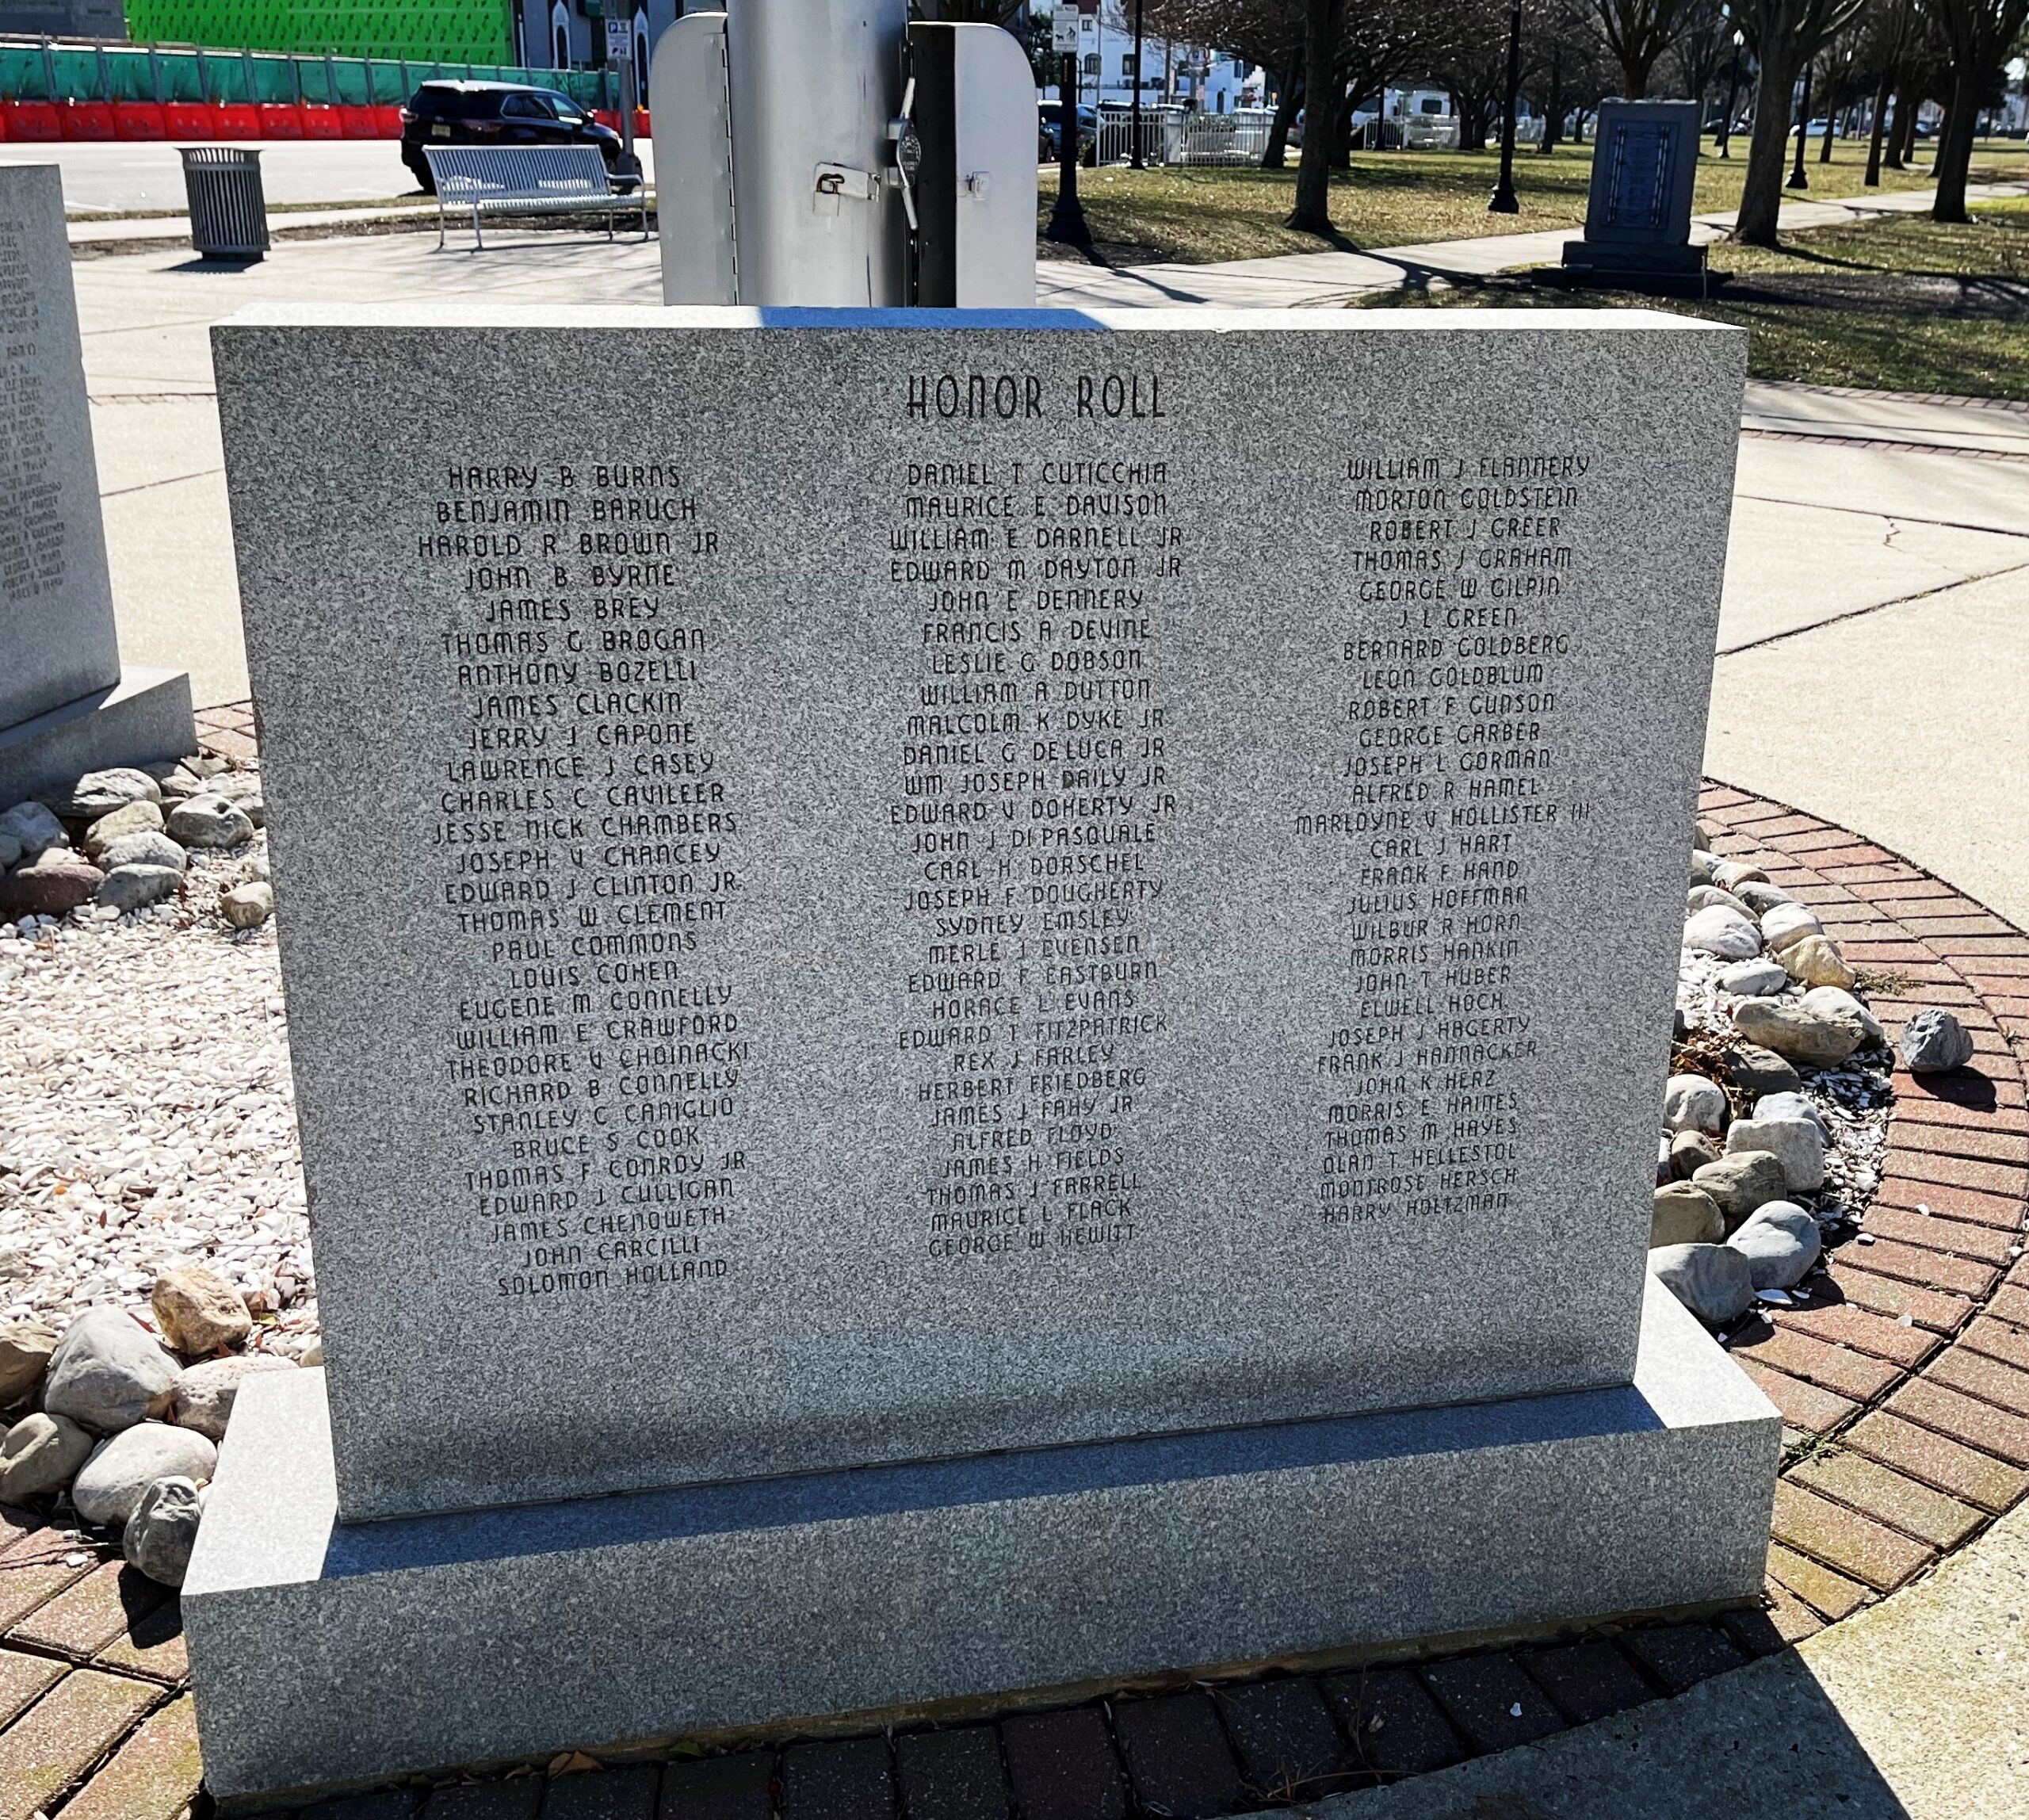 HONOR ROLL
HARRY B BURNS
BENJAMIN BARUCH
HAROLD R BROWN JR
JOHN B BYRNE
JAMES BREY
THOMAS G BROGAN
ANTHONY BOZELLI
JAMES CLACKIN
JERRY J CAPONE
LAWRENCE J CASEY
CHARLES C CAVILEER
JESSE NICK CHAMBERS
JOSEPH V CHANCEY
EDWARD J CLINTON JR
THOMAS W CLEMENT
PAUL COMMONS
LOUIS COHEN
EUGENE M CONNELLY
WILLIAM E CRAWFORD
THEODORE V CHOINACKI
RICHARD B CONNELLY
STANLEY C CANIGLIO
BRUCE S COOK
THOMAS F CONROY JR
EDWARD J CULLIGAN
JAMES CHENOWETH
JOHN CARCILLI
SOLOMON HOLLAND
DANIEL T CUTICCHIA
MAURICE E DAVISON
WILLIAM E DARNELL JR
EDWARD M DAYTON JR
JOHN E DENNERY
FRANCIS A DEVINE
LESLIE G DOBSON
WILLIAM A DUTTON
MALCOLM K DYKE JR
DANIEL G DELUCA JR
WM JOSEPH DAILY JR
EDWARD V DOHERTY JR
JOHN J DIPASQUALE
CARL H DORSCHEL
JOSEPH F DOUGHERTY
SYDNEY EMSLEY
MERLE J EVENSEN
EDWARD F EASTBURN
HORACE L EVANS
EDWARD T FITZPATRICK
REX J FARLEY
HERBERT FRIEDBERG
JAMES J FAHY JR
ALFRED FLOYD
JAMES H FIELDS
THOMAS J FARRELL
MAURICE L FLACK
GEORGE W HEWITT
WILLIAM J FLANNERY
MORTON GOLDSTEIN
ROBERT J GREER
THOMAS J GRAHAM
GEORGE W GILPIN
J L GREEN
BERNARD GOLDBERG
LEON GOLDBLUM
ROBERT F GUNSON
GEORGE GARBER
JOSEPH L GORMAN
ALFRED R HAMEL
MARLOYNE V HOLLISTER III
CARL J HART
FRANK F HAND
JULIUS HOFFMAN
WILBUR R HORN
MORRIS HANKIN
JOHN T HUBER
ELWELL HOCH
JOSEPH J HAGERTY
FRANK J HANNACKER
JOHN K HERZ
MORRIS E HAINES
THOMAS M HAYES
OLAN T HELLESTOL
MONTROSE HERSCH
HARRY HOLTZMAN